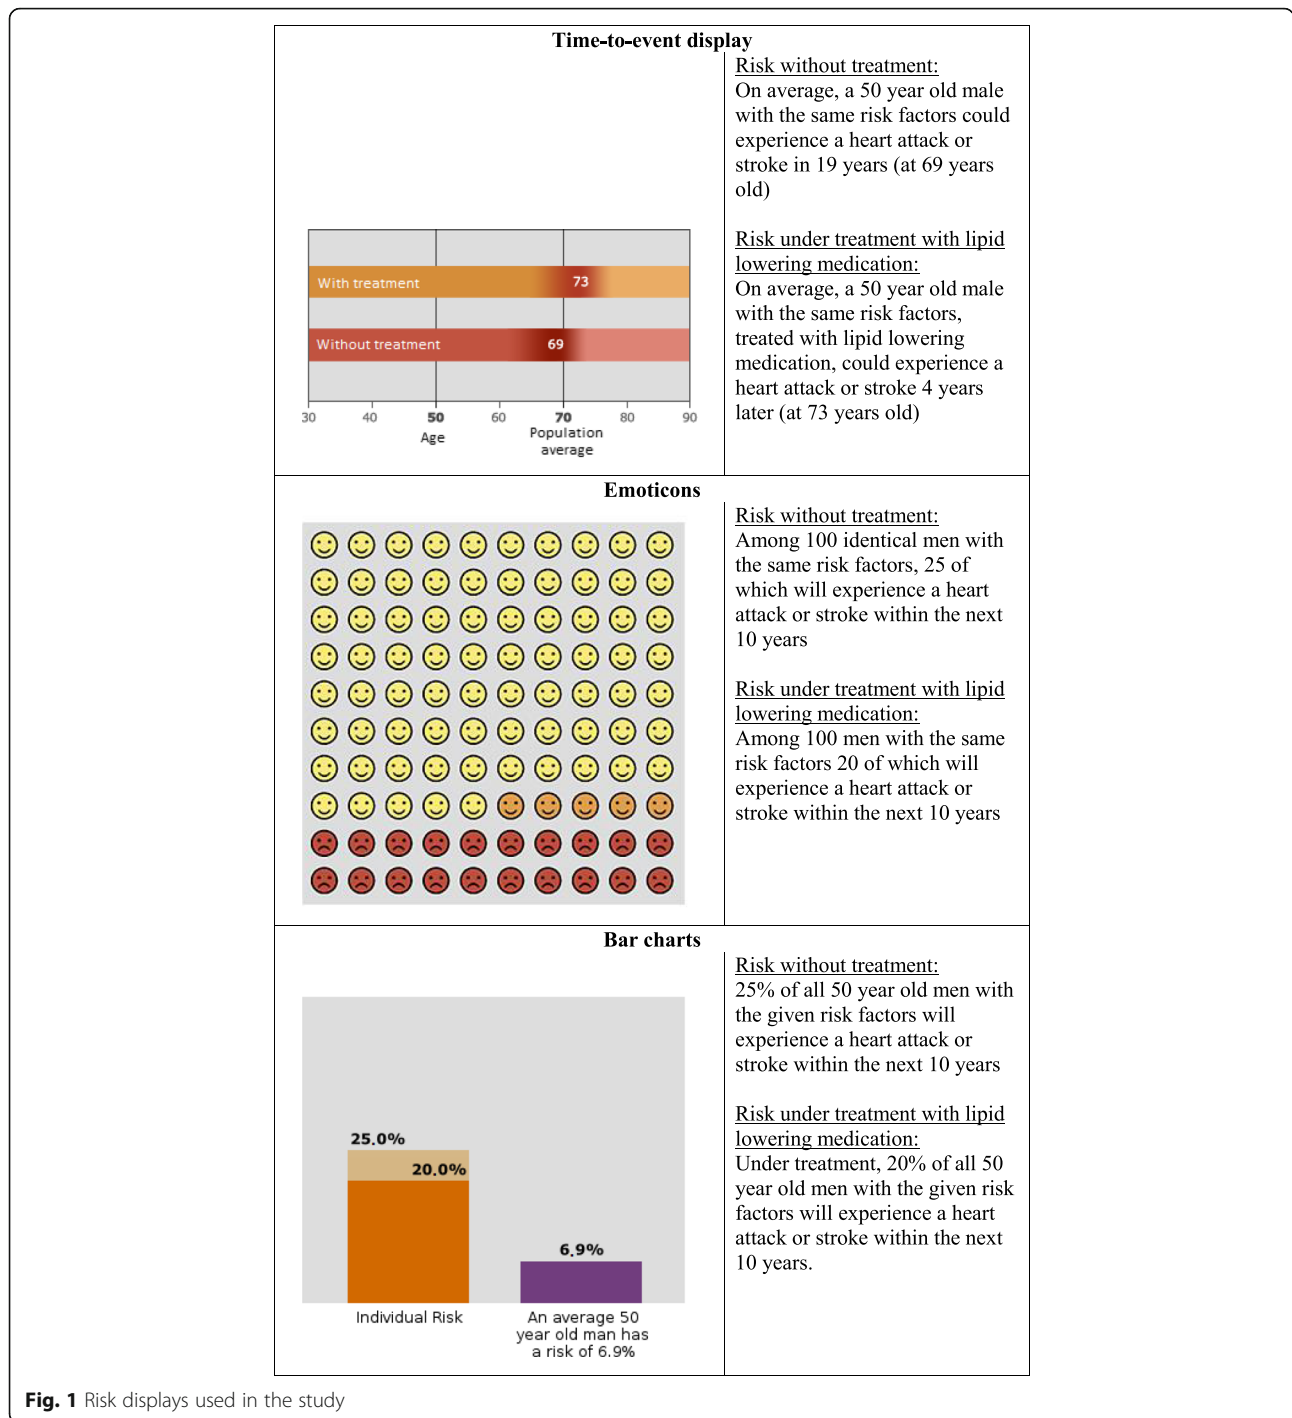 Time-to-event display
With treatment
73
Without treatment
69
30 40 50 60 70 80 90
Age
Population
average
Risk without treatment:
On average, a 50 year old male
with the same risk factors could
experience a heart attack or
stroke in 19 years (at 69 years
old)
Risk under treatment with lipid
lowering medication:
On average, a 50 year old male
with the same risk factors,
treated with lipid lowering
medication, could experience a
heart attack or stroke 4 years
later (at 73 years old)
Emoticons
Risk without treatment:
Among 100 identical men with
the same risk factors, 25 of
which will experience a heart
attack or stroke within the next
10 years
Risk under treatment with lipid
lowering medication:
Among 100 men with the same
risk factors 20 of which will
experience a heart attack or
stroke within the next 10 years
Bar charts
25.0%
20.0%
6.9%
Individual Risk
An average 50
year old man has
a risk of 6.9%
Risk without treatment:
25% of all 50 year old men with
the given risk factors will
experience a heart attack or
stroke within the next 10 years
Risk under treatment with lipid
lowering medication:
Under treatment, 20% of all 50
year old men with the given risk
factors will experience a heart
attack or stroke within the next
10 years.
Fig. 1 Risk displays used in the study